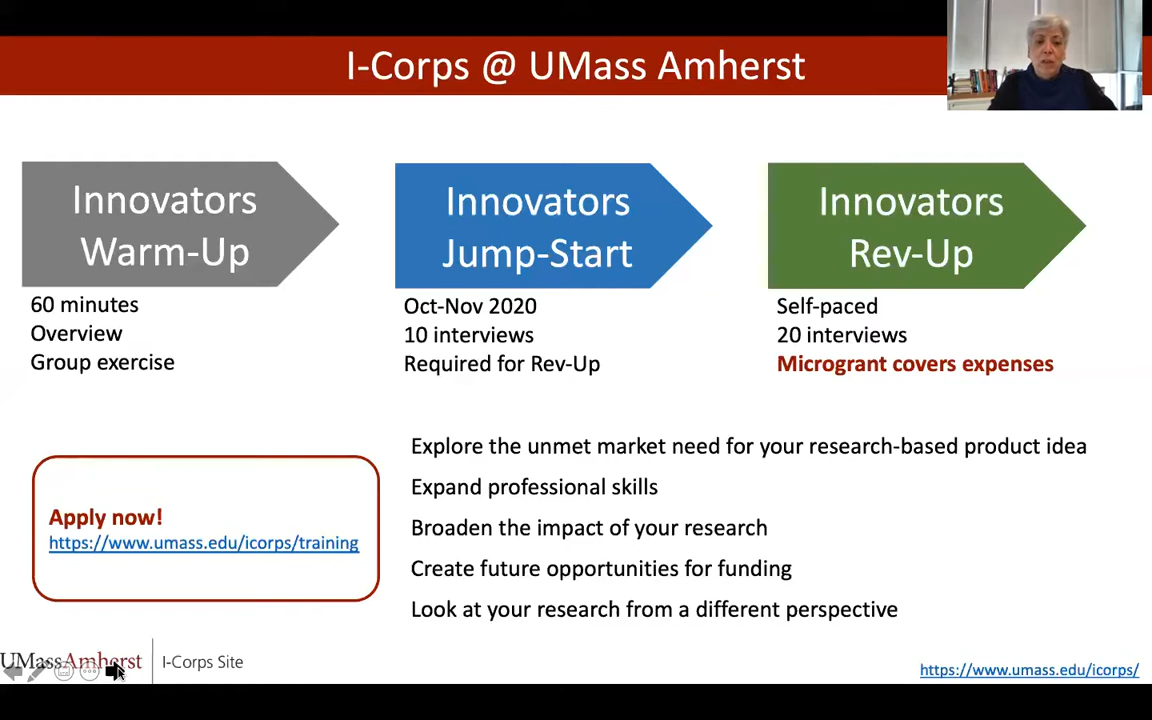 I-Corps @ UMass Amherst
Innovators
Warm-Up
60 minutes
Overview
Group exercise
Innovators
Jump-Start
Oct-Nov 2020
10 interviews
Required for Rev-Up
Innovators
Rev-Up
Self-paced
20 interviews
Microgrant covers expenses
Apply now!
https://www.umass.edu/icorps/training
Explore the unmet market need for your research-based product idea
Expand professional skills
Broaden the impact of your research
Create future opportunities for funding
Look at your research from a different perspective
UMassAmherst
I-Corps Site
https://www.umass.edu/icorps/